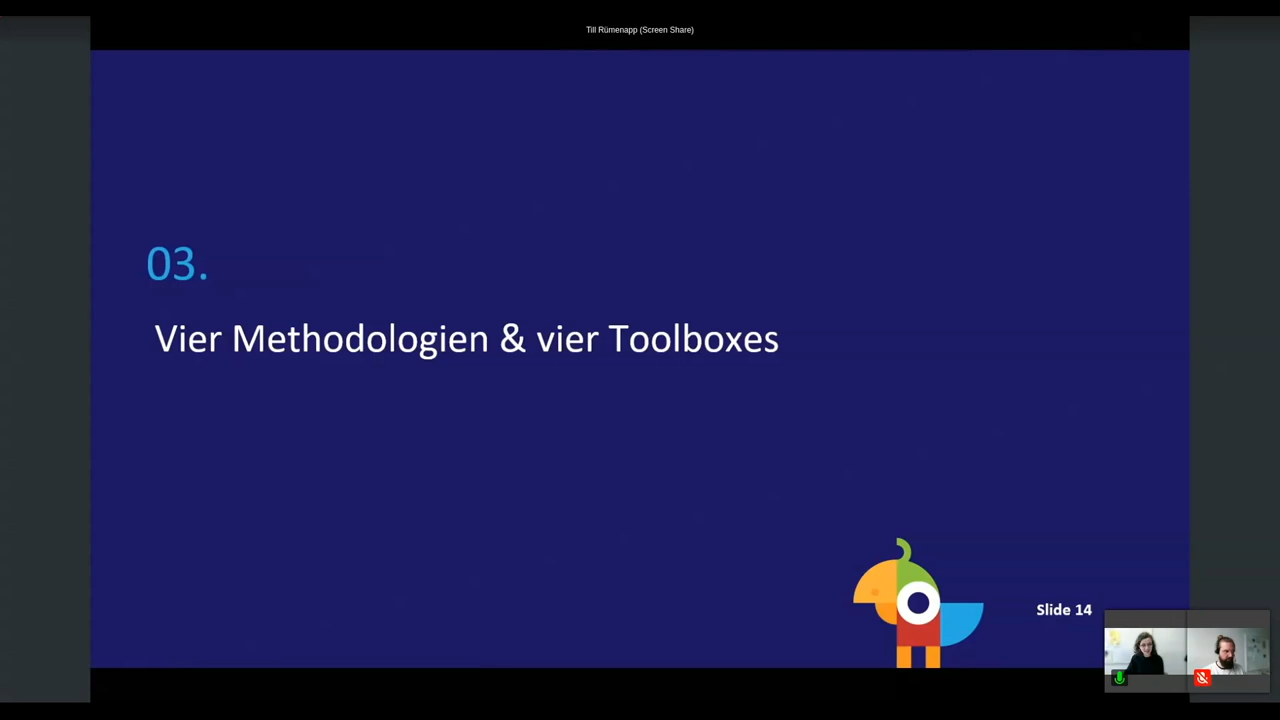 Till Rümenapp (Screen Share)
03.
Vier Methodologien & vier Toolboxes
Slide 14